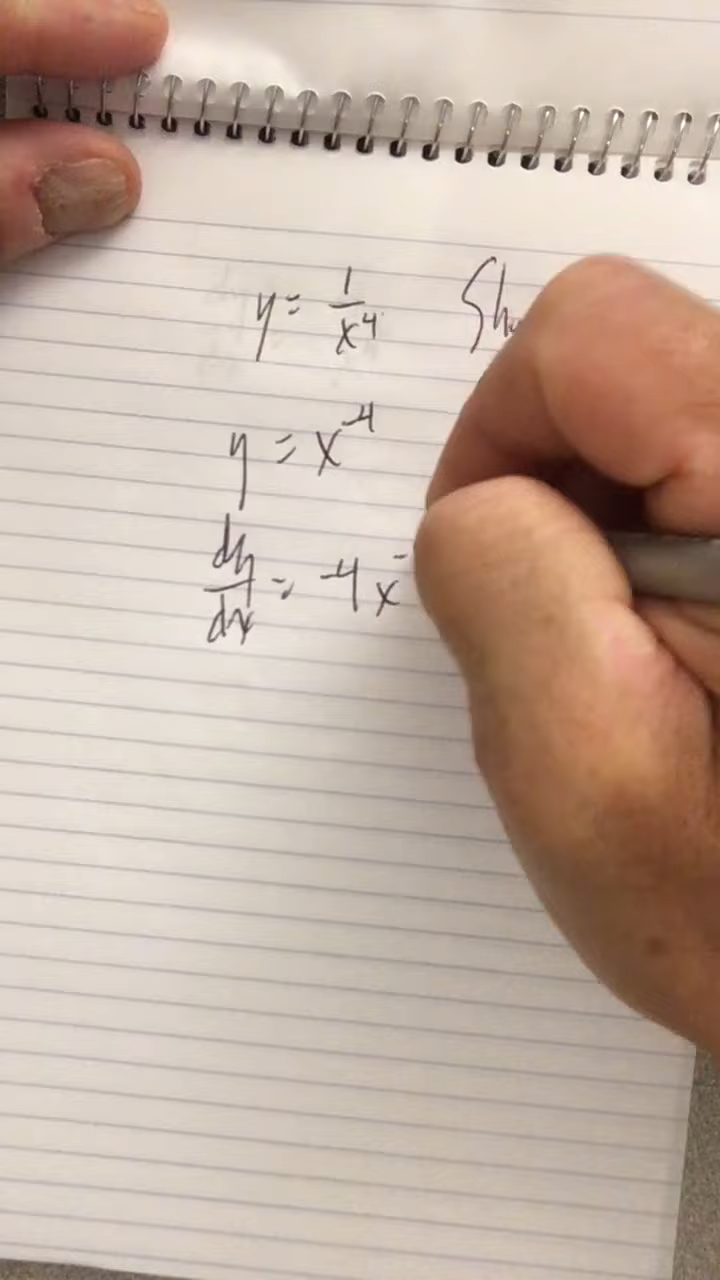 y = 1/x⁴
y = x⁻⁴
dy/dx = -4x⁻